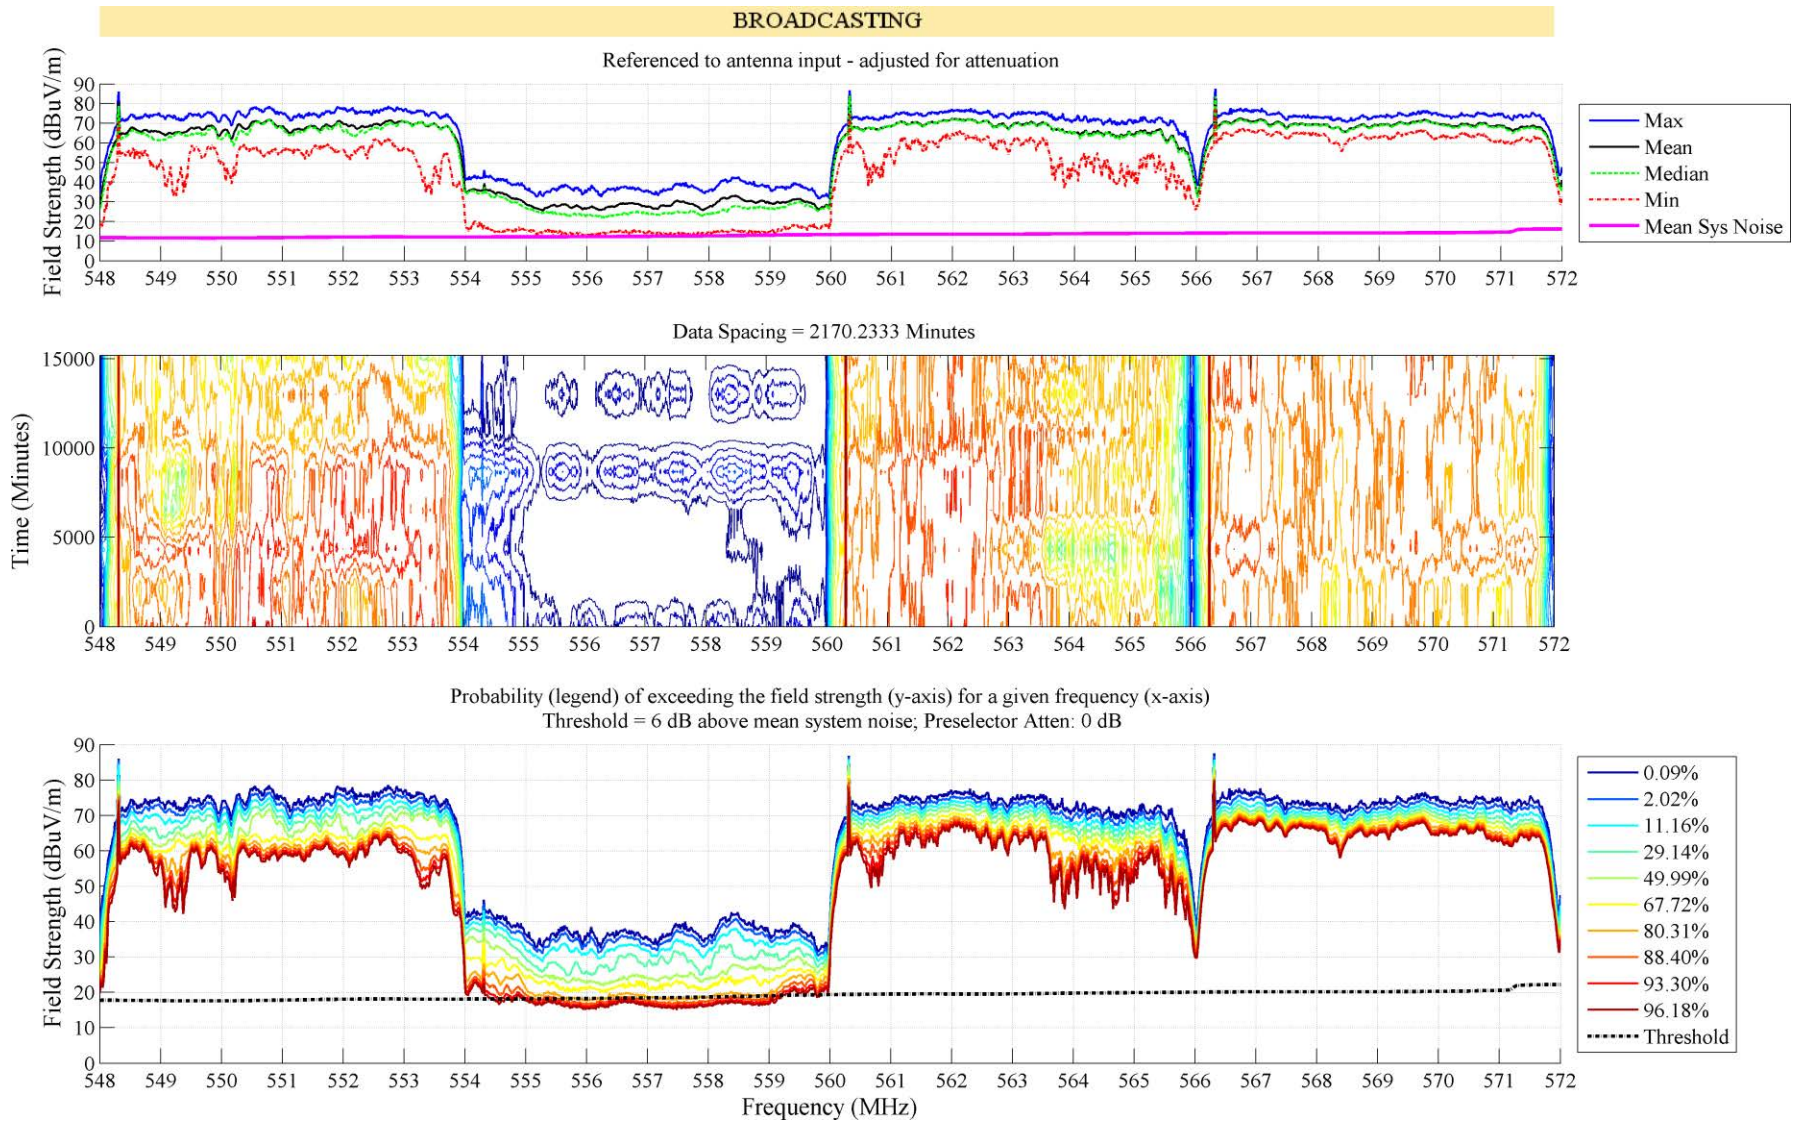 BROADCASTING
Referenced to antenna input - adjusted for attenuation
Field Strength (dBuV/m)
90
80
70
60
50
40
30
20
10
0
548 549 550 551 552 553 554 555 556 557 558 559 560 561 562 563 564 565 566 567 568 569 570 571 572
Max
Mean
Median
Min
Mean Sys Noise
Data Spacing = 2170.2333 Minutes
Time (Minutes)
15000
10000
5000
0
548 549 550 551 552 553 554 555 556 557 558 559 560 561 562 563 564 565 566 567 568 569 570 571 572
Probability (legend) of exceeding the field strength (y-axis) for a given frequency (x-axis)
Threshold = 6 dB above mean system noise; Preselector Atten: 0 dB
Field Strength (dBuV/m)
90
80
70
60
50
40
30
20
10
0
548 549 550 551 552 553 554 555 556 557 558 559 560 561 562 563 564 565 566 567 568 569 570 571 572
Frequency (MHz)
0.09%
2.02%
11.16%
29.14%
49.99%
67.72%
80.31%
88.40%
93.30%
96.18%
Threshold